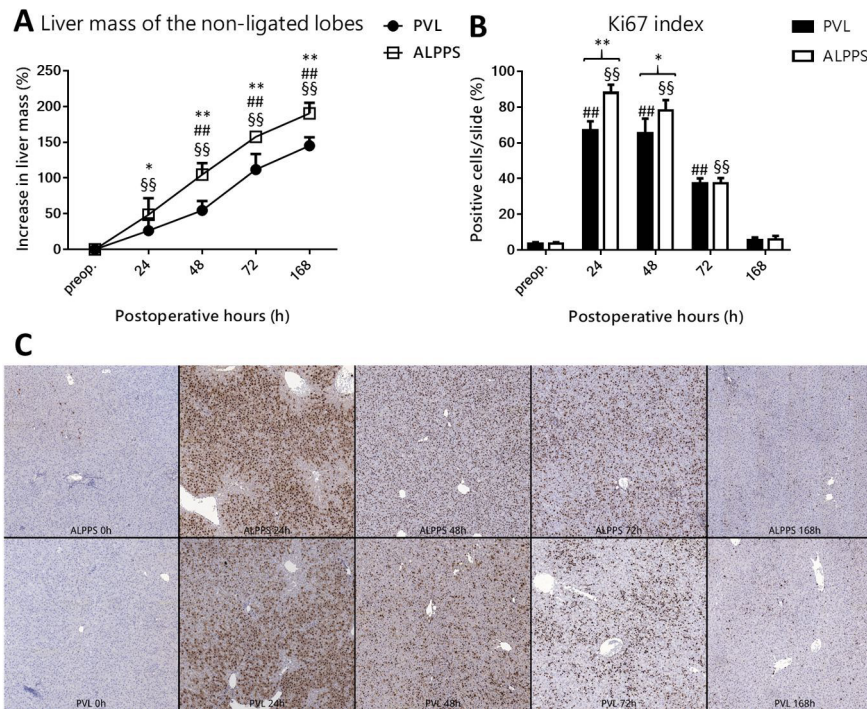 A Liver mass of the non-ligated lobes
PVL
ALPPS
Increase in liver mass (%)
250
200
150
100
50
0
*
§§
**
##
§§
**
##
§§
**
##
§§
preop.
24
48
72
168
Postoperative hours (h)
B
Ki67 index
PVL
ALPPS
Positive cells/slide (%)
100
80
60
40
20
0
**
##
§§
*
##
§§
##
§§
preop.
24
48
72
168
Postoperative hours (h)
C
ALPPS 0h
ALPPS 24h
ALPPS 48h
ALPPS 72h
ALPPS 168h
PVL 0h
PVL 24h
PVL 48h
PVL 72h
PVL 168h